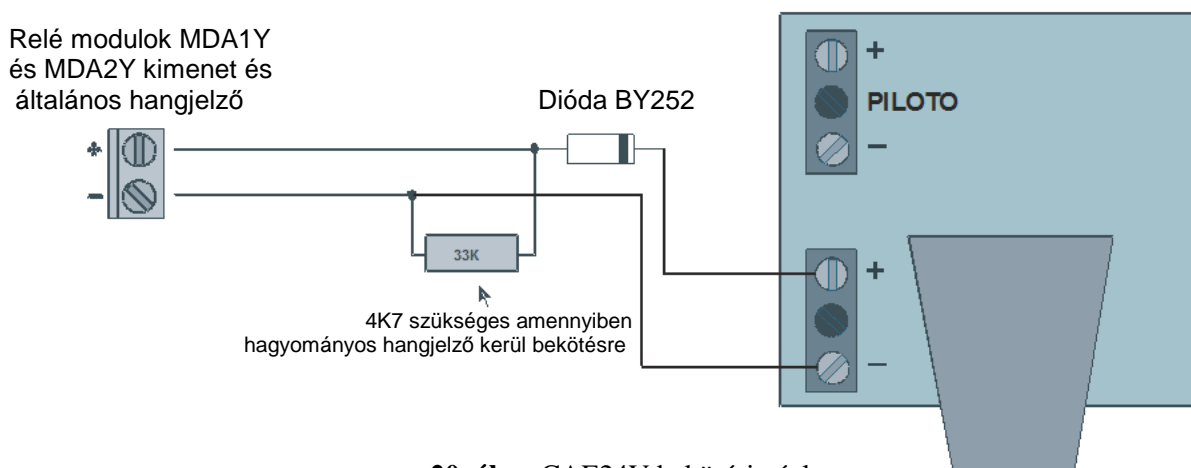 Relé modulok MDA1Y
és MDA2Y kimenet és
általános hangjelző
Dióda BY252
+
PILOTO
−
+
-
33K
4K7 szükséges amennyiben
hagyományos hangjelző kerül bekötésre
+
−
CAE24V